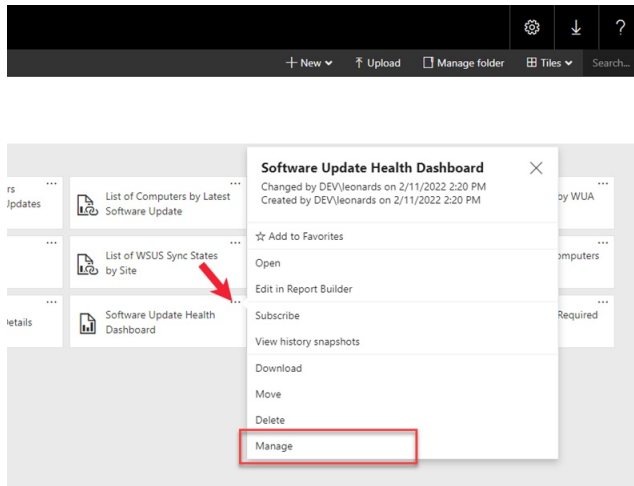 ?
+ New
Upload
Manage folder
Tiles
Search...
rs
Updates
...
List of Computers by Latest
Software Update
...
by WUA
...
...
List of WSUS Sync States
by Site
...
omputers
...
Details
...
Software Update Health
Dashboard
...
Required
...
Software Update Health Dashboard
Changed by DEV\leonards on 2/11/2022 2:20 PM
Created by DEV\leonards on 2/11/2022 2:20 PM
Add to Favorites
Open
Edit in Report Builder
Subscribe
View history snapshots
Download
Move
Delete
Manage